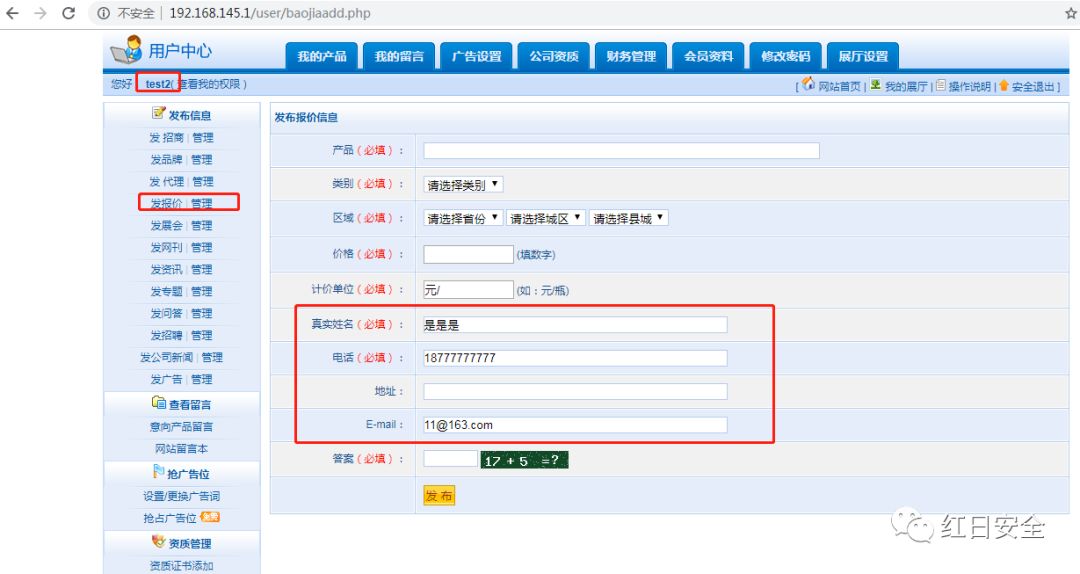 不安全 | 192.168.145.1/user/baojiaadd.php
用户中心
我的产品 我的留言 广告设置 公司资质 财务管理 会员资料 修改密码 展厅设置
您好 test2( 查看我的权限 )
[ 网站首页 | 我的展厅 | 操作说明 | 安全退出 ]
发布信息
发 招商 | 管理
发品牌 | 管理
发 代理 | 管理
发报价 | 管理
发展会 | 管理
发网刊 | 管理
发资讯 | 管理
发专题 | 管理
发问答 | 管理
发招聘 | 管理
发公司新闻 | 管理
发广告 | 管理
查看留言
意向产品留言
网站留言本
抢广告位
设置/更换广告词
抢占广告位
资质管理
资质证书添加
发布报价信息
产品（必填）：
类别（必填）： 请选择类别
区域（必填）： 请选择省份 请选择城区 请选择县城
价格（必填）： (填数字)
计价单位（必填）： 元/ (如：元/瓶)
真实姓名（必填）： 是是是
电话（必填）： 18777777777
地址：
E-mail： 11@163.com
答案（必填）： 17 + 5 =?
发 布
红日安全